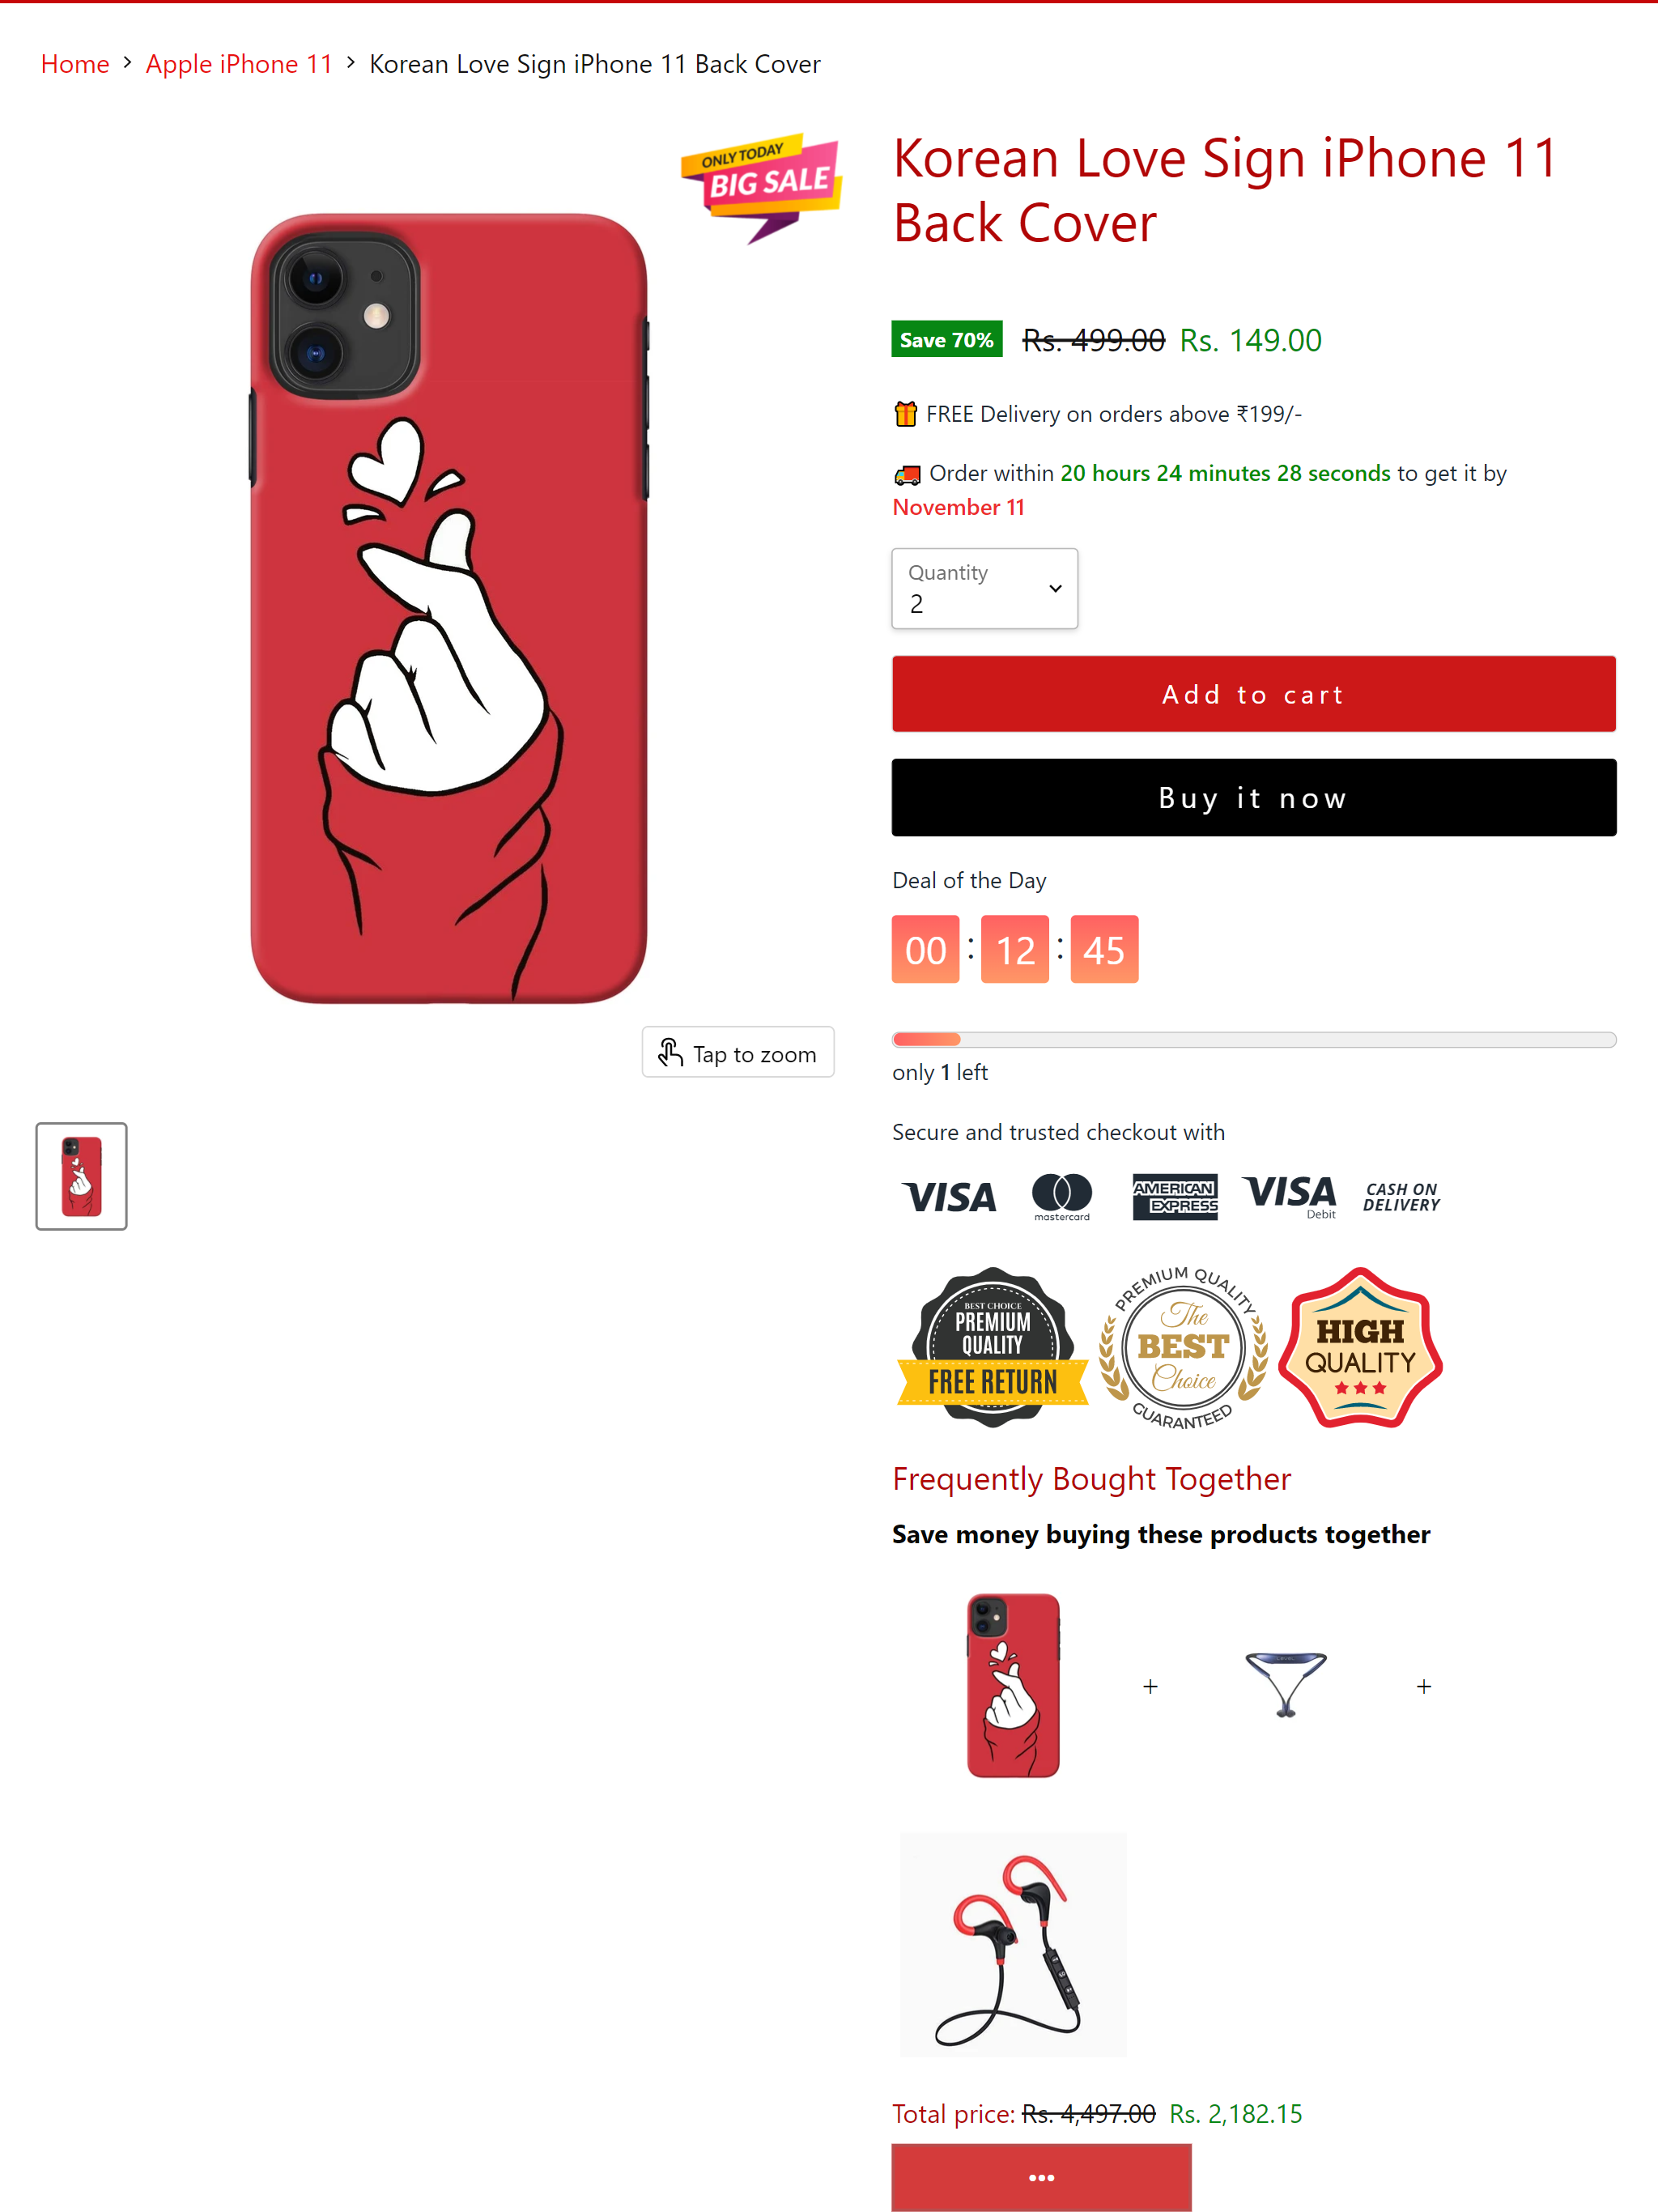 Home > Apple iPhone 11 > Korean Love Sign iPhone 11 Back Cover
ONLY TODAY
BIG SALE
Korean Love Sign iPhone 11
Back Cover
Save 70% Rs. 499.00 Rs. 149.00
FREE Delivery on orders above ₹199/-
Order within 20 hours 24 minutes 28 seconds to get it by
November 11
Quantity
2
Add to cart
Buy it now
Deal of the Day
00 : 12 : 45
only 1 left
Tap to zoom
Secure and trusted checkout with
VISA
mastercard
AMERICAN
EXPRESS
VISA
Debit
CASH ON
DELIVERY
BEST CHOICE
PREMIUM
QUALITY
FREE RETURN
PREMIUM QUALITY
The
BEST
Choice
GUARANTEED
HIGH
QUALITY
Frequently Bought Together
Save money buying these products together
+ +
Total price: Rs. 4,497.00 Rs. 2,182.15
•••